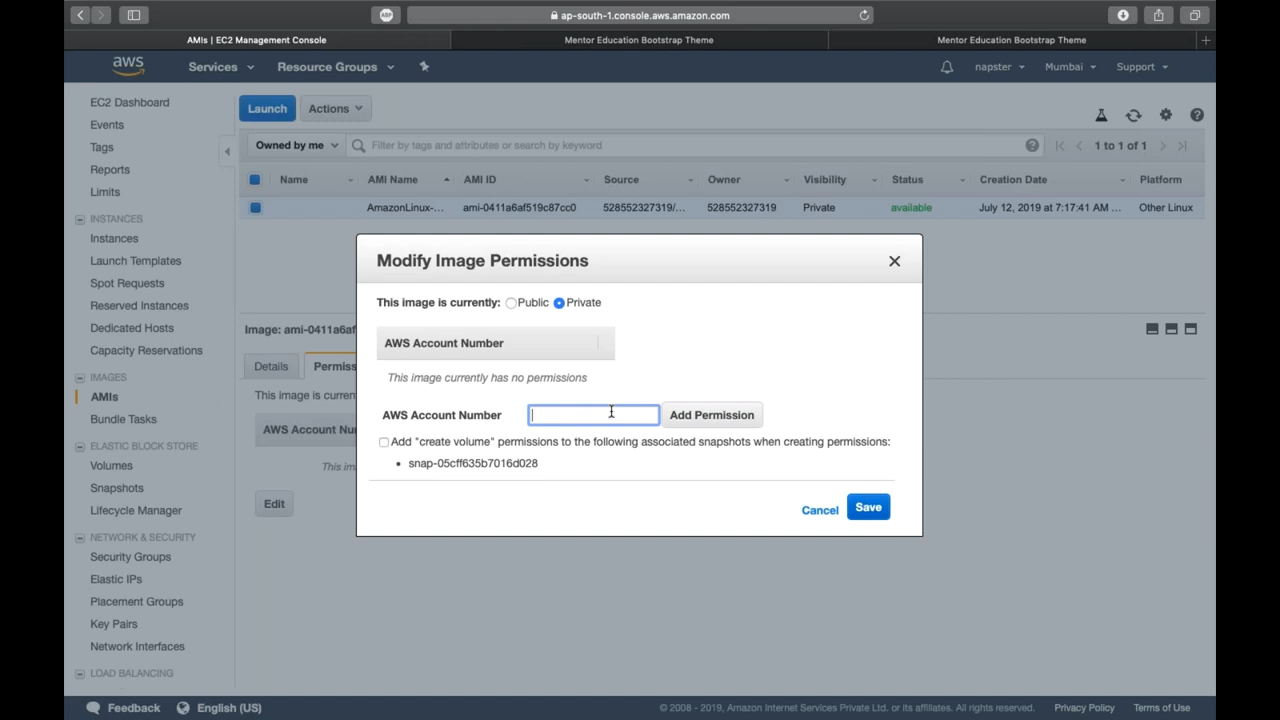 ABP
ap-south-1.console.aws.amazon.com
AMIs | EC2 Management Console
Mentor Education Bootstrap Theme
Mentor Education Bootstrap Theme
aws
Services
Resource Groups
napster
Mumbai
Support
EC2 Dashboard
Events
Tags
Reports
Limits
INSTANCES
Instances
Launch Templates
Spot Requests
Reserved Instances
Dedicated Hosts
Capacity Reservations
IMAGES
AMIs
Bundle Tasks
ELASTIC BLOCK STORE
Volumes
Snapshots
Lifecycle Manager
NETWORK & SECURITY
Security Groups
Elastic IPs
Placement Groups
Key Pairs
Network Interfaces
LOAD BALANCING
Launch
Actions
Owned by me
Filter by tags and attributes or search by keyword
1 to 1 of 1
Name AMI Name AMI ID Source Owner Visibility Status Creation Date Platform
AmazonLinux-... ami-0411a6af519c87cc0 528552327319/... 528552327319 Private available July 12, 2019 at 7:17:41 AM ... Other Linux
Image: ami-0411a6af
Details
Permiss
This image is curren
AWS Account Nu
This im
Edit
Modify Image Permissions
This image is currently: Public Private
AWS Account Number
This image currently has no permissions
AWS Account Number
Add Permission
Add "create volume" permissions to the following associated snapshots when creating permissions:
• snap-05cff635b7016d028
Cancel
Save
Feedback
English (US)
© 2008 - 2019, Amazon Internet Services Private Ltd. or its affiliates. All rights reserved.
Privacy Policy
Terms of Use